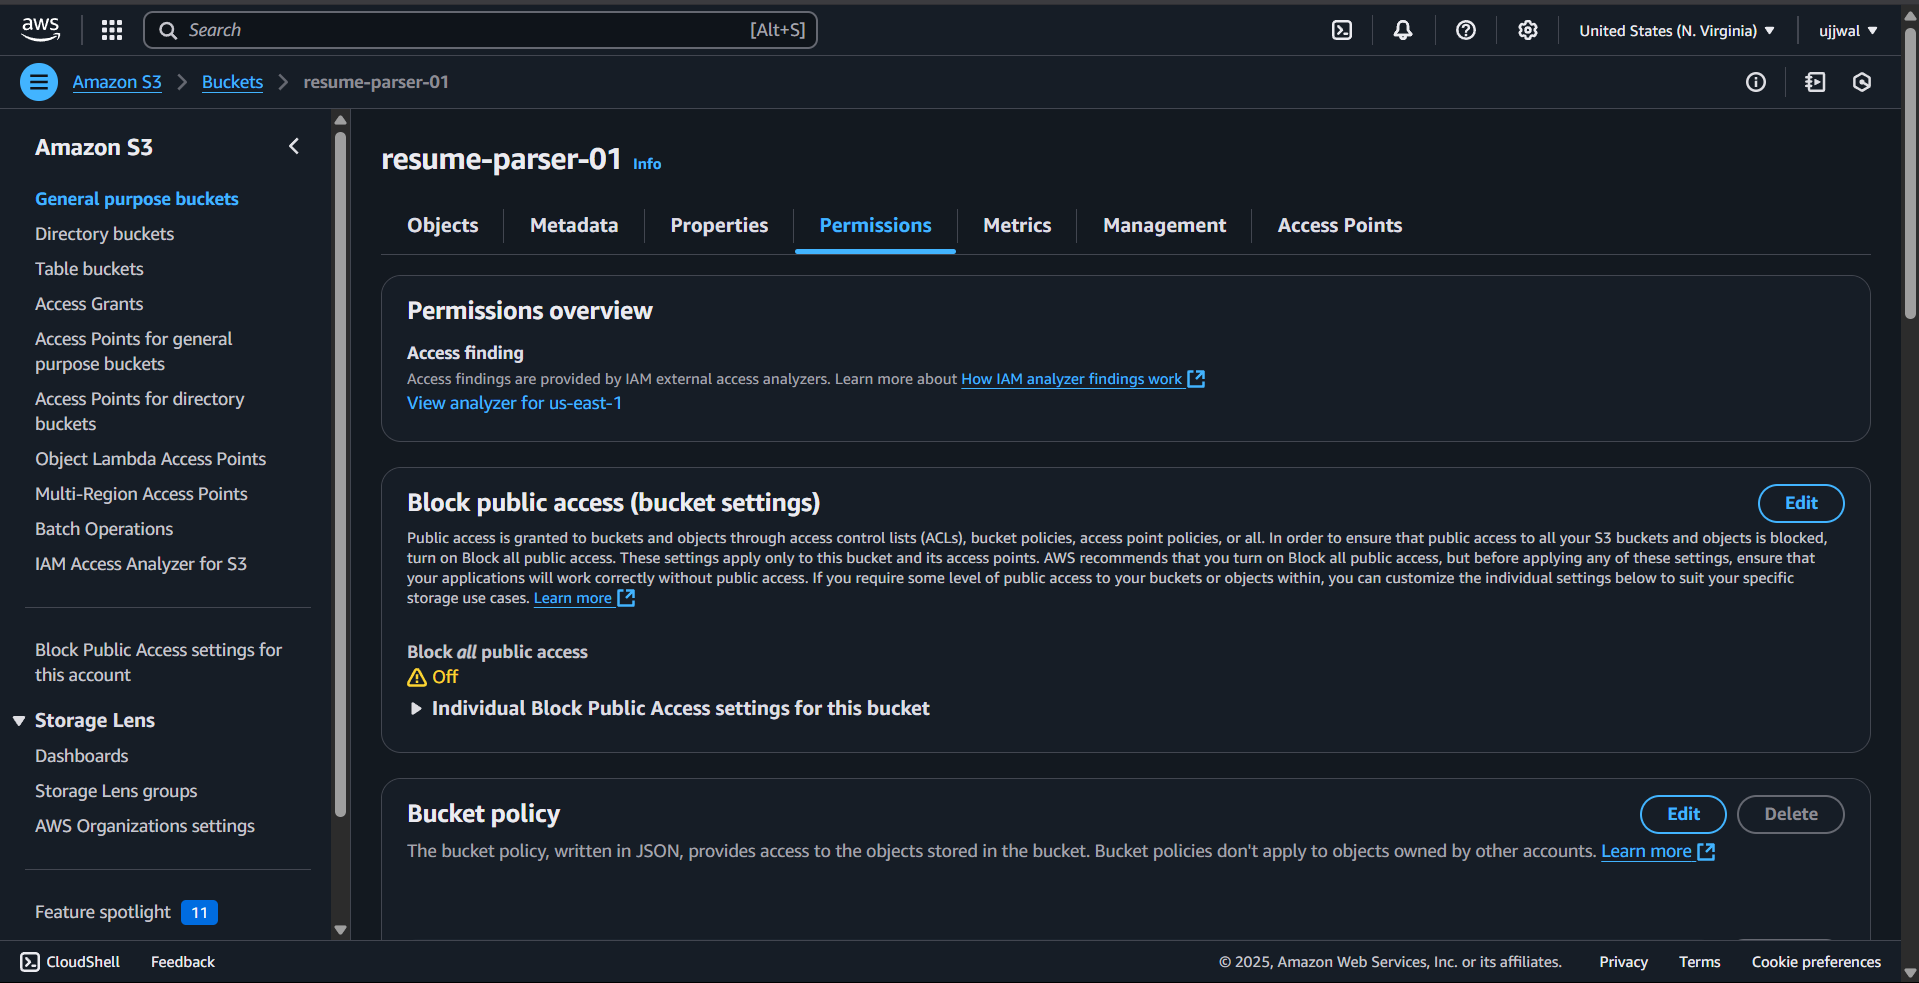 aws
Search
[Alt+S]
United States (N. Virginia)
ujjwal
Amazon S3
Buckets
resume-parser-01
Amazon S3
General purpose buckets
Directory buckets
Table buckets
Access Grants
Access Points for general
purpose buckets
Access Points for directory
buckets
Object Lambda Access Points
Multi-Region Access Points
Batch Operations
IAM Access Analyzer for S3
Block Public Access settings for
this account
Storage Lens
Dashboards
Storage Lens groups
AWS Organizations settings
Feature spotlight 11
resume-parser-01 Info
Objects
Metadata
Properties
Permissions
Metrics
Management
Access Points
Permissions overview
Access finding
Access findings are provided by IAM external access analyzers. Learn more about How IAM analyzer findings work
View analyzer for us-east-1
Block public access (bucket settings)
Edit
Public access is granted to buckets and objects through access control lists (ACLs), bucket policies, access point policies, or all. In order to ensure that public access to all your S3 buckets and objects is blocked,
turn on Block all public access. These settings apply only to this bucket and its access points. AWS recommends that you turn on Block all public access, but before applying any of these settings, ensure that
your applications will work correctly without public access. If you require some level of public access to your buckets or objects within, you can customize the individual settings below to suit your specific
storage use cases. Learn more
Block all public access
Off
Individual Block Public Access settings for this bucket
Bucket policy
Edit
Delete
The bucket policy, written in JSON, provides access to the objects stored in the bucket. Bucket policies don't apply to objects owned by other accounts. Learn more
CloudShell
Feedback
© 2025, Amazon Web Services, Inc. or its affiliates.
Privacy
Terms
Cookie preferences